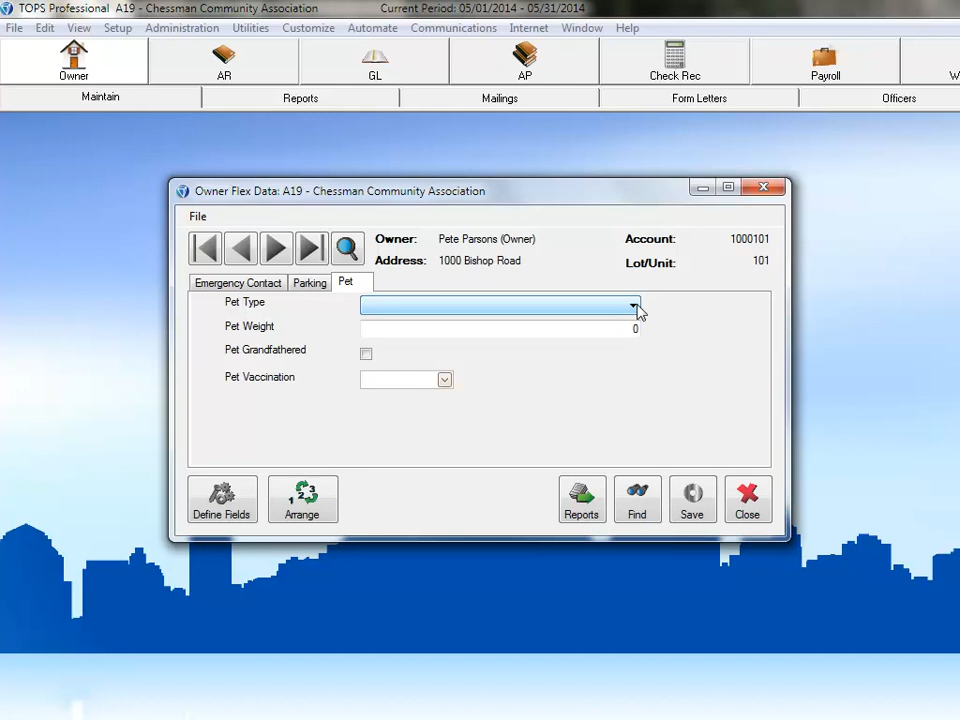 TOPS Professional A19 - Chessman Community Association Current Period: 05/01/2014 - 05/31/2014
File Edit View Setup Administration Utilities Customize Automate Communications Internet Window Help
Owner AR GL AP Check Rec Payroll W
Maintain Reports Mailings Form Letters Officers
Owner Flex Data: A19 - Chessman Community Association
File
Owner: Pete Parsons (Owner) Account: 1000101
Address: 1000 Bishop Road Lot/Unit: 101
Emergency Contact Parking Pet
Pet Type
Pet Weight 0
Pet Grandfathered
Pet Vaccination
1 2 3
Define Fields Arrange Reports Find Save Close